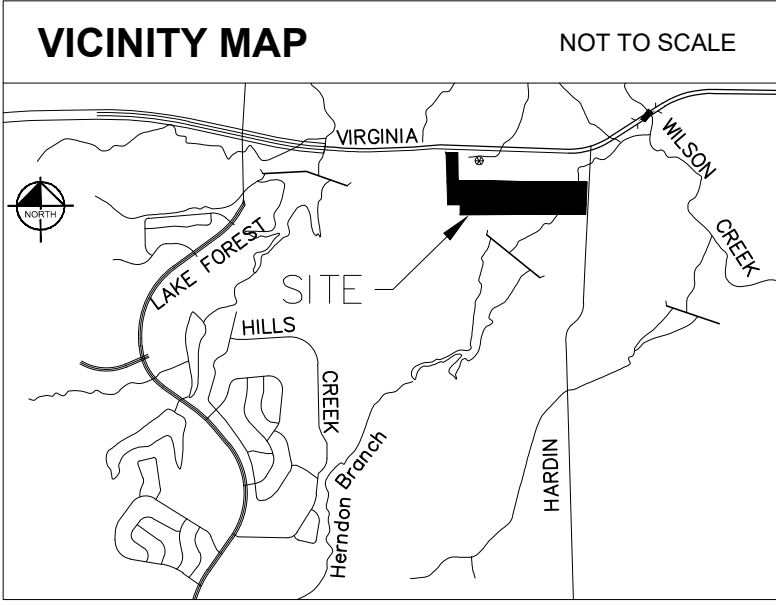 VICINITY MAP
NOT TO SCALE
VIRGINIA
WILSON
CREEK
NORTH
LAKE FOREST
SITE
HILLS
CREEK
Herndon Branch
HARDIN